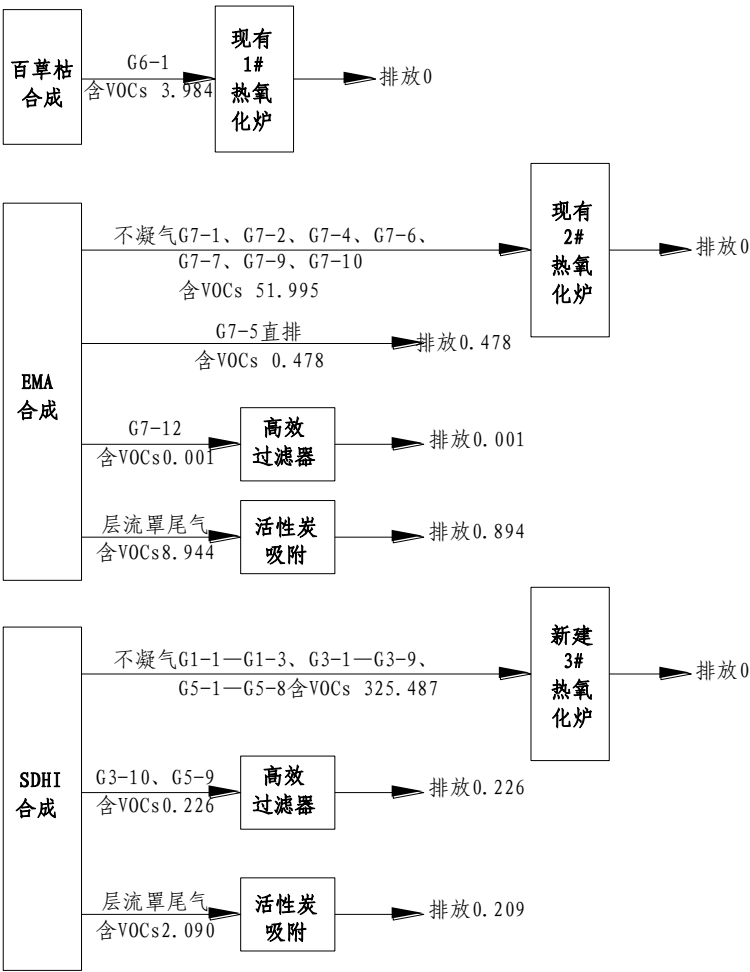 百草枯
合成
G6-1
含VOCs 3.984
现有
1#
热氧
化炉
排放0
EMA
合成
不凝气G7-1、G7-2、G7-4、G7-6、
G7-7、G7-9、G7-10
含VOCs 51.995
现有
2#
热氧
化炉
排放0
G7-5直排
含VOCs 0.478
排放0.478
G7-12
含VOCs0.001
高效
过滤器
排放0.001
层流罩尾气
含VOCs8.944
活性炭
吸附
排放0.894
SDHI
合成
不凝气G1-1—G1-3、G3-1—G3-9、
G5-1—G5-8含VOCs 325.487
新建
3#
热氧
化炉
排放0
G3-10、G5-9
含VOCs0.226
高效
过滤器
排放0.226
层流罩尾气
含VOCs2.090
活性炭
吸附
排放0.209